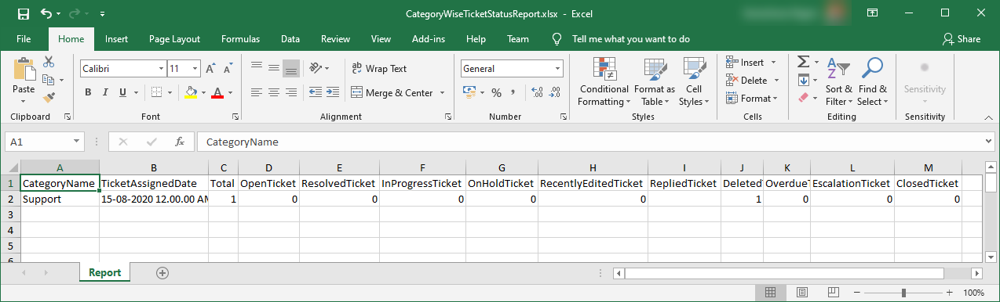 CategoryWiseTicketStatusReport.xlsx - Excel
File Home Insert Page Layout Formulas Data Review View Add-ins Help Team Tell me what you want to do Share
Paste
Clipboard
Calibri 11
B I U A
Font
Wrap Text
Merge & Center
Alignment
General
% , .00
Number
Conditional Formatting
Format as Table
Cell Styles
Styles
Insert
Delete
Format
Cells
Sort & Filter
Find & Select
Editing
Sensitivity
Sensitivity
A1 fx CategoryName
A B C D E F G H I J K L M
1 CategoryName TicketAssignedDate Total OpenTicket ResolvedTicket InProgressTicket OnHoldTicket RecentlyEditedTicket RepliedTicket DeletedT OverdueT EscalationTicket ClosedTicket
2 Support 15-08-2020 12.00.00 AM 1 0 0 0 0 0 1 0 0 0
3
4
5
6
Report
100%